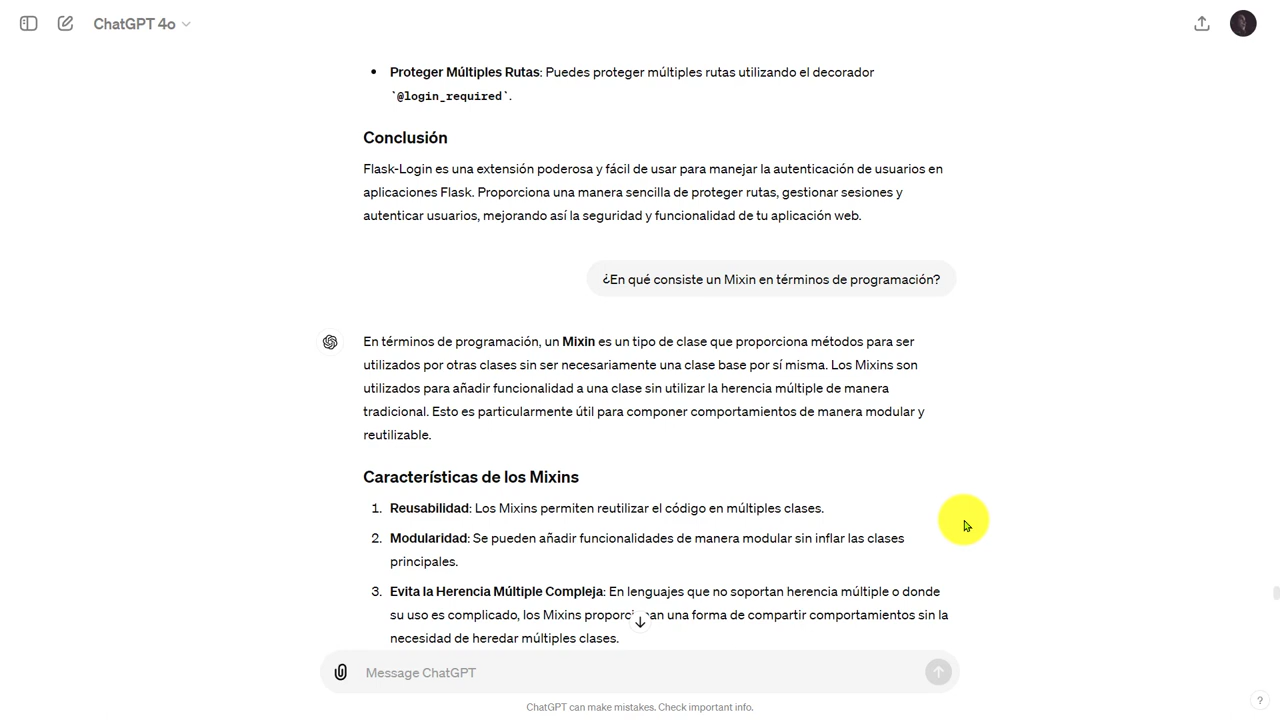 ChatGPT 4o
Proteger Múltiples Rutas: Puedes proteger múltiples rutas utilizando el decorador
`@login_required`.
Conclusión
Flask-Login es una extensión poderosa y fácil de usar para manejar la autenticación de usuarios en
aplicaciones Flask. Proporciona una manera sencilla de proteger rutas, gestionar sesiones y
autenticar usuarios, mejorando así la seguridad y funcionalidad de tu aplicación web.
¿En qué consiste un Mixin en términos de programación?
En términos de programación, un Mixin es un tipo de clase que proporciona métodos para ser
utilizados por otras clases sin ser necesariamente una clase base por sí misma. Los Mixins son
utilizados para añadir funcionalidad a una clase sin utilizar la herencia múltiple de manera
tradicional. Esto es particularmente útil para componer comportamientos de manera modular y
reutilizable.
Características de los Mixins
1. Reusabilidad: Los Mixins permiten reutilizar el código en múltiples clases.
2. Modularidad: Se pueden añadir funcionalidades de manera modular sin inflar las clases
principales.
3. Evita la Herencia Múltiple Compleja: En lenguajes que no soportan herencia múltiple o donde
su uso es complicado, los Mixins proporcionan una forma de compartir comportamientos sin la
necesidad de heredar múltiples clases.
Message ChatGPT
ChatGPT can make mistakes. Check important info.
?